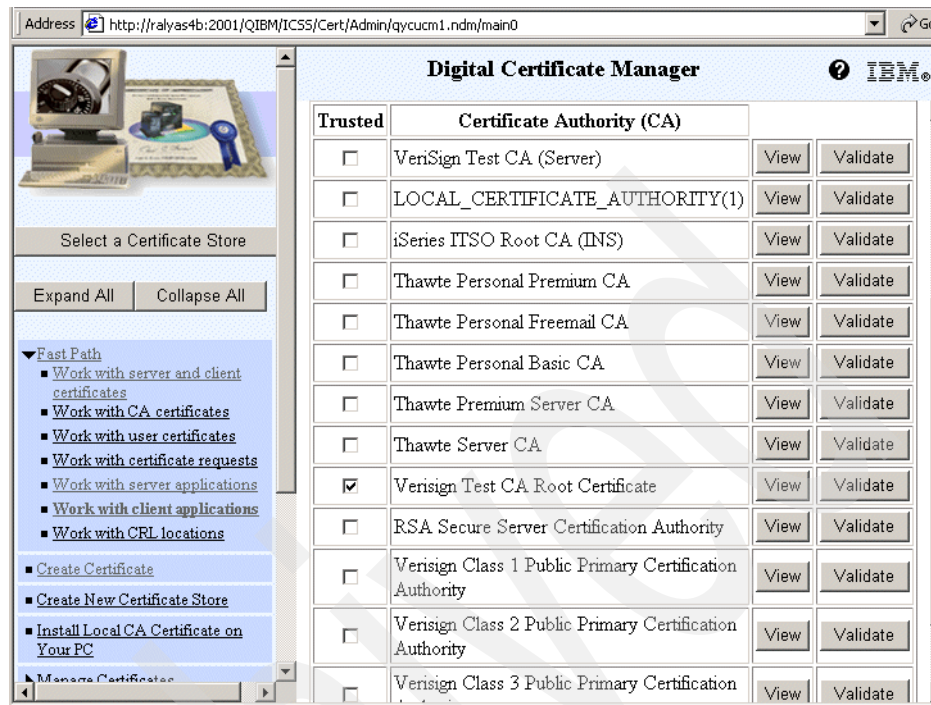 Address http://ralyas4b:2001/QIBM/ICSS/Cert/Admin/qycucm1.ndm/main0
Select a Certificate Store
Expand All Collapse All
Fast Path
Work with server and client
certificates
Work with CA certificates
Work with user certificates
Work with certificate requests
Work with server applications
Work with client applications
Work with CRL locations
Create Certificate
Create New Certificate Store
Install Local CA Certificate on
Your PC
Manage Certificates
Digital Certificate Manager
IBM®
Trusted Certificate Authority (CA)
VeriSign Test CA (Server) View Validate
LOCAL_CERTIFICATE_AUTHORITY(1) View Validate
iSeries ITSO Root CA (INS) View Validate
Thawte Personal Premium CA View Validate
Thawte Personal Freemail CA View Validate
Thawte Personal Basic CA View Validate
Thawte Premium Server CA View Validate
Thawte Server CA View Validate
Verisign Test CA Root Certificate View Validate
RSA Secure Server Certification Authority View Validate
Verisign Class 1 Public Primary Certification
Authority View Validate
Verisign Class 2 Public Primary Certification
Authority View Validate
Verisign Class 3 Public Primary Certification
View Validate